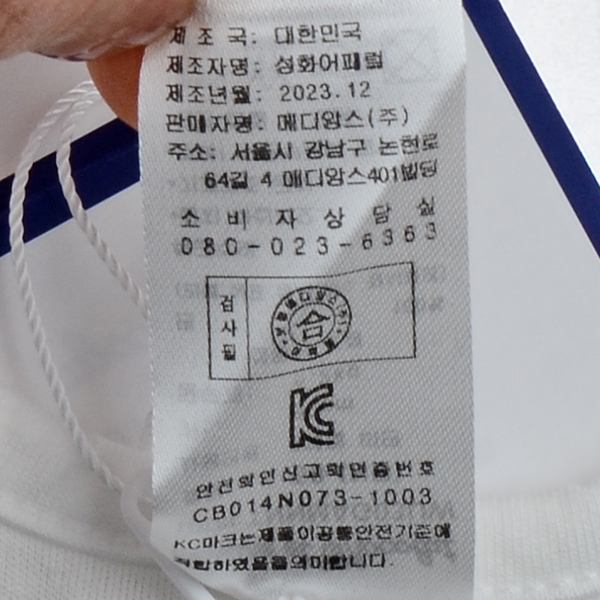 제 조 국: 대한민국
제조자명: 성화어패럴
제조년월: 2023.12
판매자명: 메디앙스(주)
주소: 서울시 강남구 논현로
64길 4 메디앙스401빌딩
소 비 자 상 담 실
080-023-6363
검사필
합
KC
안전확인신고확인증번호
CB014N073-1003
KC마크는제품이공통안전기준에
적합하였음을의미합니다.